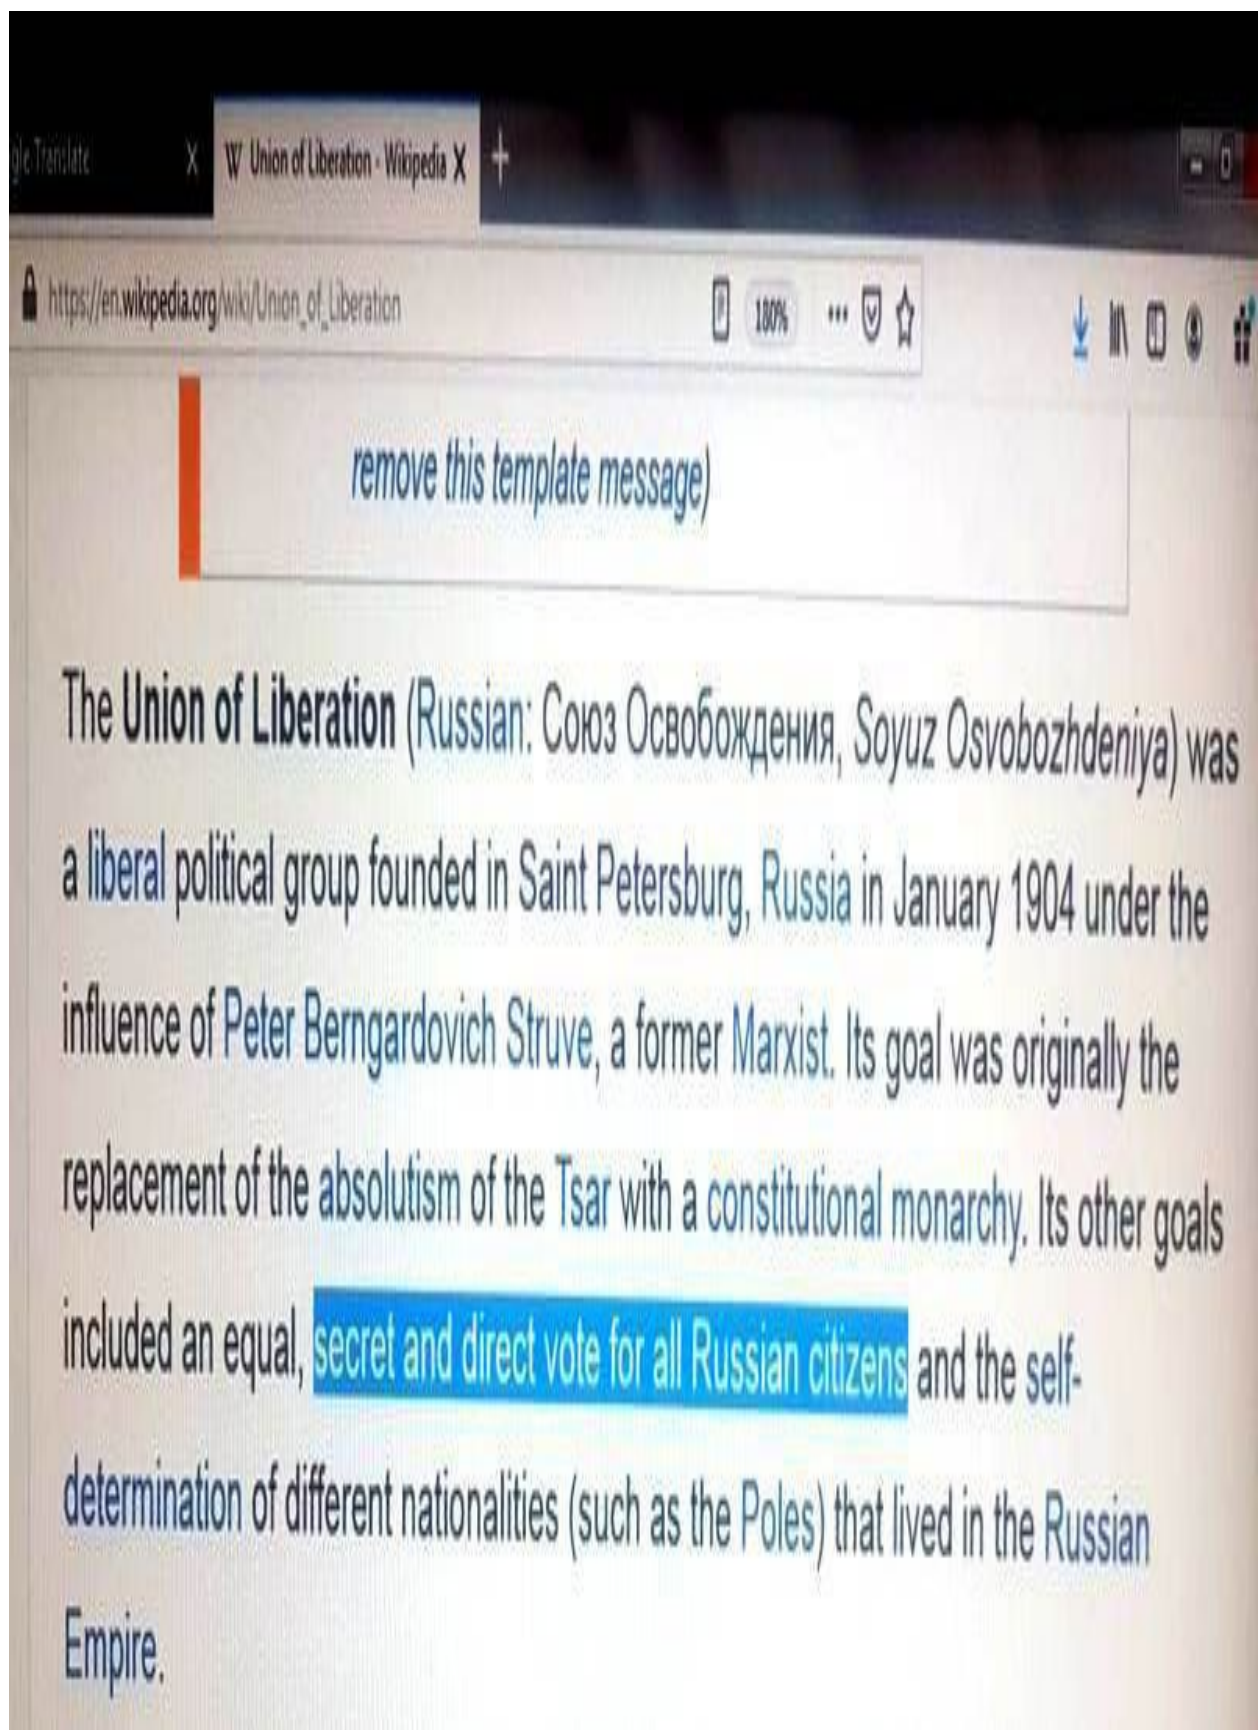 gle Translate X W Union of Liberation - Wikipedia X +
https://en.wikipedia.org/wiki/Union_of_Liberation 180% ...
remove this template message)
The Union of Liberation (Russian: Союз Освобождения, Soyuz Osvobozhdeniya) was
a liberal political group founded in Saint Petersburg, Russia in January 1904 under the
influence of Peter Berngardovich Struve, a former Marxist. Its goal was originally the
replacement of the absolutism of the Tsar with a constitutional monarchy. Its other goals
included an equal, secret and direct vote for all Russian citizens and the self-
determination of different nationalities (such as the Poles) that lived in the Russian
Empire.